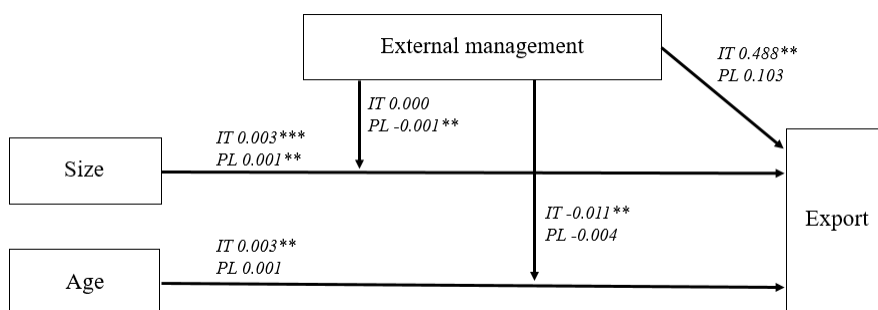 External management
IT 0.488**
PL 0.103
IT 0.000
PL -0.001**
IT 0.003***
PL 0.001**
Size
IT -0.011**
PL -0.004
Export
IT 0.003**
PL 0.001
Age